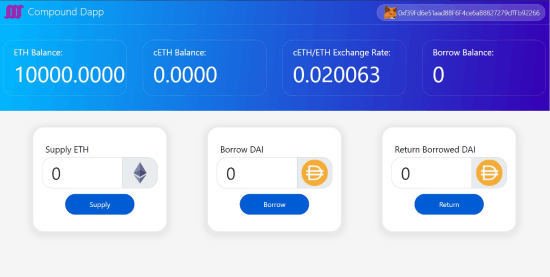 Compound Dapp
0xf39Fd6e51aad88F6F4ce6aB8827279cffFb92266
ETH Balance:
10000.0000
cETH Balance:
0.0000
cETH/ETH Exchange Rate:
0.020063
Borrow Balance:
0
Supply ETH
0
Supply
Borrow DAI
0
Borrow
Return Borrowed DAI
0
Return